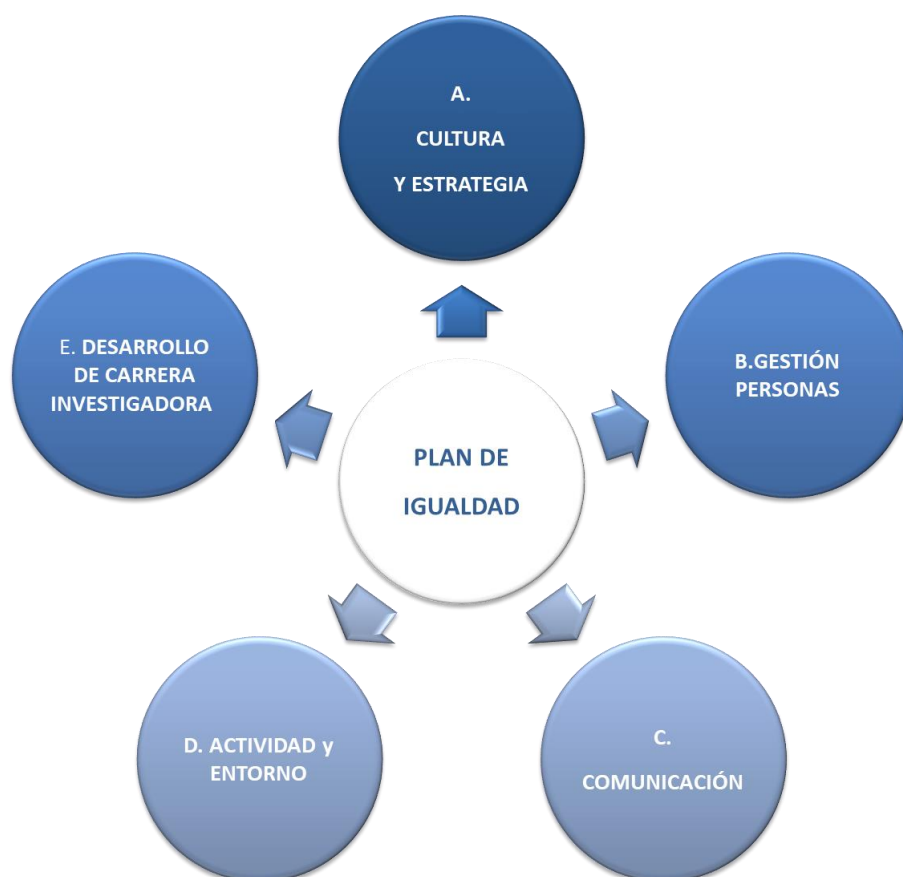 A.
CULTURA
Y ESTRATEGIA
B.GESTIÓN
PERSONAS
C.
COMUNICACIÓN
D. ACTIVIDAD y
ENTORNO
E. DESARROLLO
DE CARRERA
INVESTIGADORA
PLAN DE
IGUALDAD